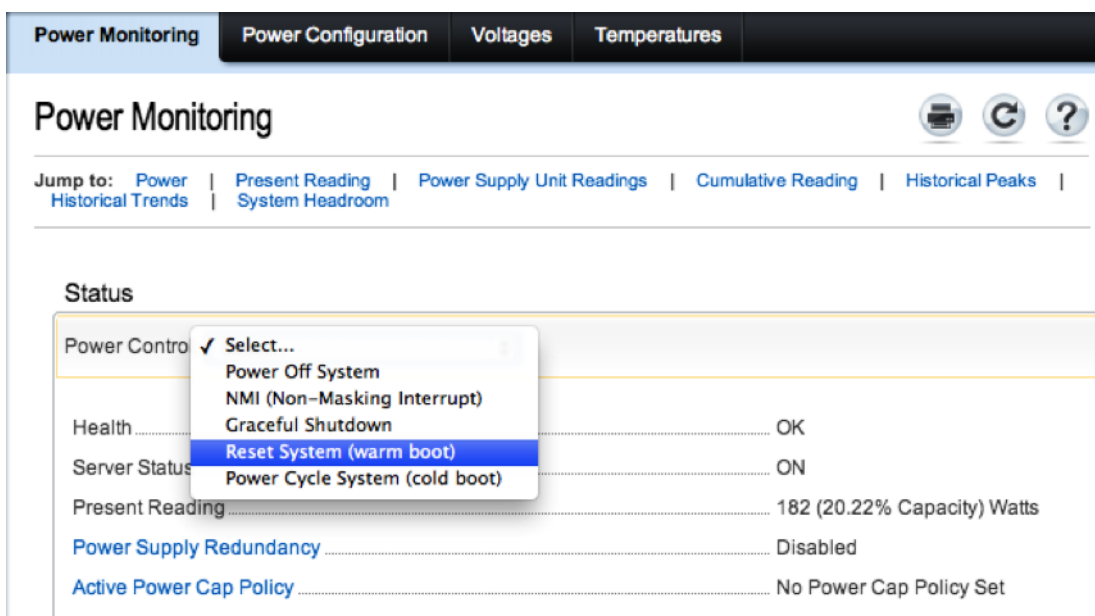 Power Monitoring Power Configuration Voltages Temperatures
Power Monitoring
Jump to: Power | Present Reading | Power Supply Unit Readings | Cumulative Reading | Historical Peaks |
Historical Trends | System Headroom
Status
Power Contro ✓ Select...
Power Off System
NMI (Non-Masking Interrupt)
Graceful Shutdown
Reset System (warm boot)
Power Cycle System (cold boot)
Health OK
Server Status ON
Present Reading 182 (20.22% Capacity) Watts
Power Supply Redundancy Disabled
Active Power Cap Policy No Power Cap Policy Set